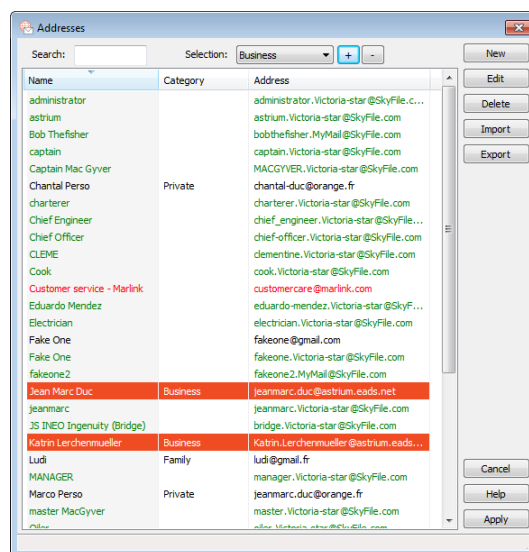 Addresses
Search: Selection: Business + - New
Name Category Address Edit
administrator administrator.Victoria-star@SkyFile.c...
astrium astrium.Victoria-star@SkyFile.com Delete
Bob Thefisher bobthefisher.MyMail@SkyFile.com Import
captain captain.Victoria-star@SkyFile.com
Captain Mac Gyver MACGYVER.Victoria-star@SkyFile.com Export
Chantal Perso Private chantal-duc@orange.fr
charterer charterer.Victoria-star@SkyFile.com
Chief Engineer chief_engineer.Victoria-star@SkyFile...
Chief Officer chief-officer.Victoria-star@SkyFile.com
CLEME clementine.Victoria-star@SkyFile.com
Cook cook.Victoria-star@SkyFile.com
Customer service - Marlink customercare@marlink.com
Eduardo Mendez eduardo-mendez.Victoria-star@SkyF...
Electrician electrician.Victoria-star@SkyFile.com
Fake One fakeone@gmail.com
Fake One fakeone.Victoria-star@SkyFile.com
fakeone2 fakeone2.MyMail@SkyFile.com
Jean Marc Duc Business jeanmarc.duc@astrium.eads.net
jeanmarc jeanmarc.Victoria-star@SkyFile.com
JS INEO Ingenuity (Bridge) bridge.Victoria-star@SkyFile.com
Katrin Lerchenmueller Business Katrin.Lerchenmueller@astrium.eads...
Ludi Family ludi@gmail.fr
MANAGER manager.Victoria-star@SkyFile.com Cancel
Marco Perso Private jeanmarc.duc@orange.fr Help
master MacGyver master.Victoria-star@SkyFile.com
Oiler oiler.Victoria-star@SkyFile.com Apply